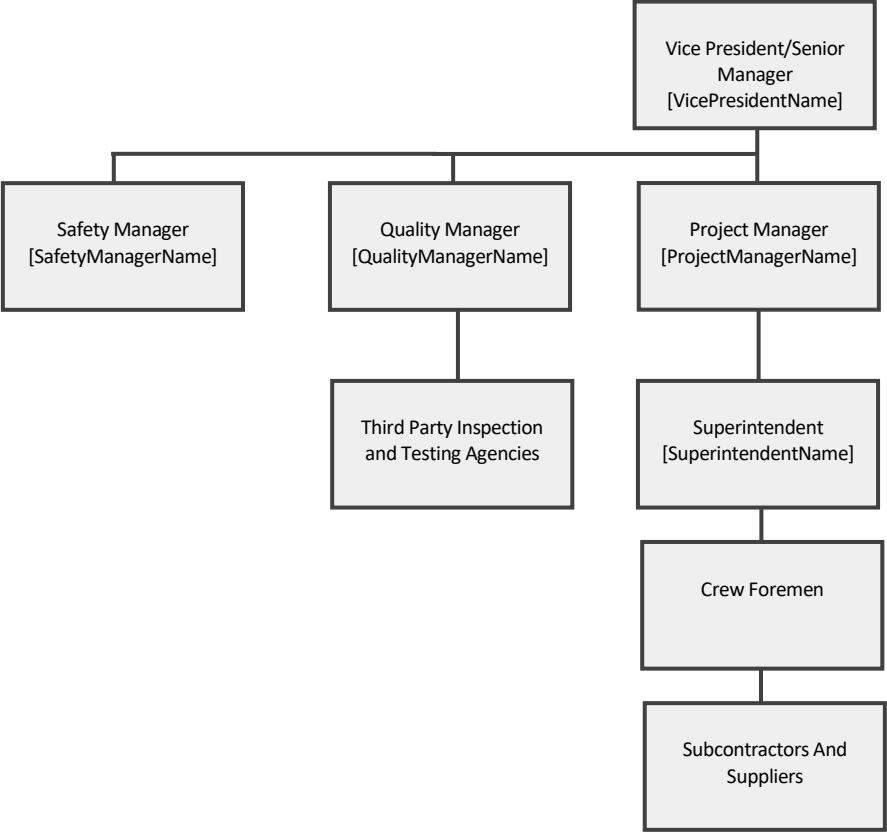 Vice President/Senior
Manager
[VicePresidentName]
Safety Manager
[SafetyManagerName]
Quality Manager
[QualityManagerName]
Project Manager
[ProjectManagerName]
Third Party Inspection
and Testing Agencies
Superintendent
[SuperintendentName]
Crew Foremen
Subcontractors And
Suppliers